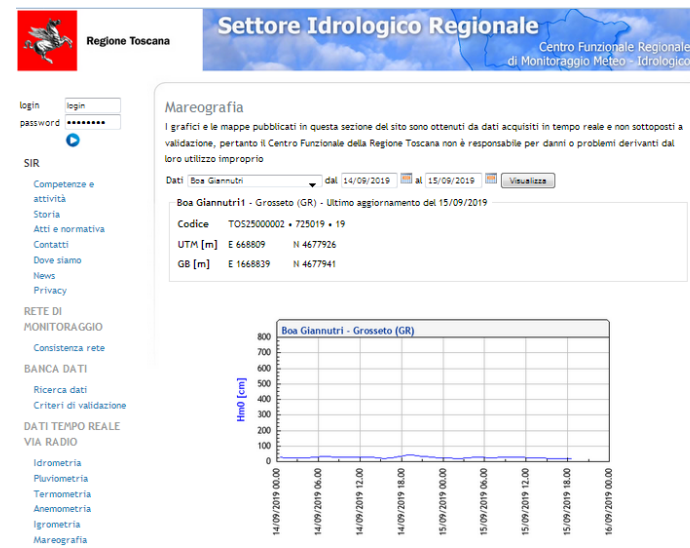 Regione Toscana
Settore Idrologico Regionale
Centro Funzionale Regionale
di Monitoraggio Meteo - Idrologico
login login
password ••••••••
SIR
Competenze e
attività
Storia
Atti e normativa
Contatti
Dove siamo
News
Privacy
RETE DI
MONITORAGGIO
Consistenza rete
BANCA DATI
Ricerca dati
Criteri di validazione
DATI TEMPO REALE
VIA RADIO
Idrometria
Pluviometria
Termometria
Anemometria
Igrometria
Mareografia
Mareografia
I grafici e le mappe pubblicati in questa sezione del sito sono ottenuti da dati acquisiti in tempo reale e non sottoposti a
validazione, pertanto il Centro Funzionale della Regione Toscana non è responsabile per danni o problemi derivanti dal
loro utilizzo improprio
Dati Boa Giannutri dal 14/09/2019 al 15/09/2019 Visualizza
Boa Giannutri1 - Grosseto (GR) - Ultimo aggiornamento del 15/09/2019
Codice TOS25000002 • 725019 • 19
UTM [m] E 668809 N 4677926
GB [m] E 1668839 N 4677941
Boa Giannutri - Grosseto (GR)
Hm0 [cm]
800
700
600
500
400
300
200
100
0
14/09/2019 00.00
14/09/2019 06.00
14/09/2019 12.00
14/09/2019 18.00
15/09/2019 00.00
15/09/2019 06.00
15/09/2019 12.00
15/09/2019 18.00
16/09/2019 00.00